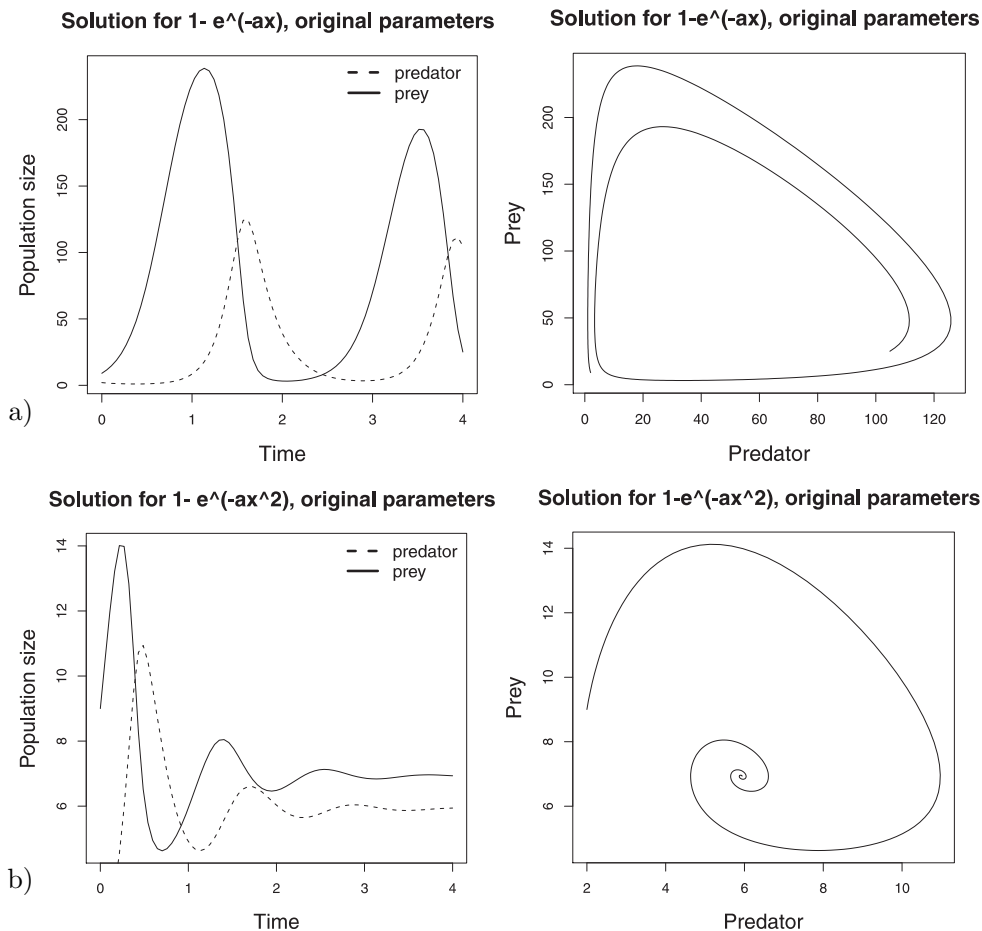 Solution for 1- e^(-ax), original parameters
Population size
200
150
100
50
0
predator
prey
0
1
2
3
4
Time
a)
Solution for 1-e^(-ax), original parameters
Prey
200
150
100
50
0
0
20
40
60
80
100
120
Predator
Solution for 1- e^(-ax^2), original parameters
Population size
14
12
10
8
6
predator
prey
0
1
2
3
4
Time
b)
Solution for 1-e^(-ax^2), original parameters
Prey
14
12
10
8
6
2
4
6
8
10
Predator